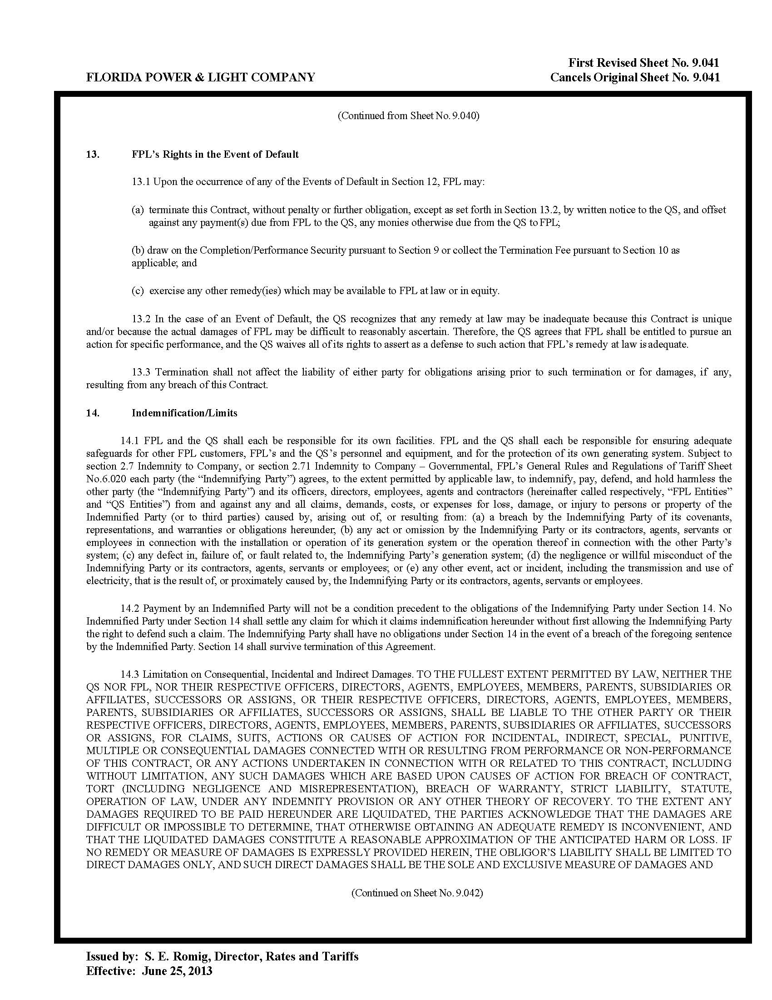 First Revised Sheet No. 9.041
FLORIDA POWER & LIGHT COMPANY Cancels Original Sheet No. 9.041
(Continued from Sheet No. 9.040)
13. FPL’s Rights in the Event of Default
13.1 Upon the occurrence of any of the Events of Default in Section 12, FPL may:
(a) terminate this Contract, without penalty or further obligation, except as set forth in Section 13.2, by written notice to the QS, and offset
against any payment(s) due from FPL to the QS, any monies otherwise due from the QS to FPL;
(b) draw on the Completion/Performance Security pursuant to Section 9 or collect the Termination Fee pursuant to Section 10 as
applicable; and
(c) exercise any other remedy(ies) which may be available to FPL at law or in equity.
13.2 In the case of an Event of Default, the QS recognizes that any remedy at law may be inadequate because this Contract is unique
and/or because the actual damages of FPL may be difficult to reasonably ascertain. Therefore, the QS agrees that FPL shall be entitled to pursue an
action for specific performance, and the QS waives all of its rights to assert as a defense to such action that FPL’s remedy at law is adequate.
13.3 Termination shall not affect the liability of either party for obligations arising prior to such termination or for damages, if any,
resulting from any breach of this Contract.
14. Indemnification/Limits
14.1 FPL and the QS shall each be responsible for its own facilities. FPL and the QS shall each be responsible for ensuring adequate
safeguards for other FPL customers, FPL’s and the QS’s personnel and equipment, and for the protection of its own generating system. Subject to
section 2.7 Indemnity to Company, or section 2.71 Indemnity to Company – Governmental, FPL’s General Rules and Regulations of Tariff Sheet
No.6.020 each party (the “Indemnifying Party”) agrees, to the extent permitted by applicable law, to indemnify, pay, defend, and hold harmless the
other party (the “Indemnifying Party”) and its officers, directors, employees, agents and contractors (hereinafter called respectively, “FPL Entities”
and “QS Entities”) from and against any and all claims, demands, costs, or expenses for loss, damage, or injury to persons or property of the
Indemnified Party (or to third parties) caused by, arising out of, or resulting from: (a) a breach by the Indemnifying Party of its covenants,
representations, and warranties or obligations hereunder; (b) any act or omission by the Indemnifying Party or its contractors, agents, servants or
employees in connection with the installation or operation of its generation system or the operation thereof in connection with the other Party’s
system; (c) any defect in, failure of, or fault related to, the Indemnifying Party’s generation system; (d) the negligence or willful misconduct of the
Indemnifying Party or its contractors, agents, servants or employees; or (e) any other event, act or incident, including the transmission and use of
electricity, that is the result of, or proximately caused by, the Indemnifying Party or its contractors, agents, servants or employees.
14.2 Payment by an Indemnified Party will not be a condition precedent to the obligations of the Indemnifying Party under Section 14. No
Indemnified Party under Section 14 shall settle any claim for which it claims indemnification hereunder without first allowing the Indemnifying Party
the right to defend such a claim. The Indemnifying Party shall have no obligations under Section 14 in the event of a breach of the foregoing sentence
by the Indemnified Party. Section 14 shall survive termination of this Agreement.
14.3 Limitation on Consequential, Incidental and Indirect Damages. TO THE FULLEST EXTENT PERMITTED BY LAW, NEITHER THE
QS NOR FPL, NOR THEIR RESPECTIVE OFFICERS, DIRECTORS, AGENTS, EMPLOYEES, MEMBERS, PARENTS, SUBSIDIARIES OR
AFFILIATES, SUCCESSORS OR ASSIGNS, OR THEIR RESPECTIVE OFFICERS, DIRECTORS, AGENTS, EMPLOYEES, MEMBERS,
PARENTS, SUBSIDIARIES OR AFFILIATES, SUCCESSORS OR ASSIGNS, SHALL BE LIABLE TO THE OTHER PARTY OR THEIR
RESPECTIVE OFFICERS, DIRECTORS, AGENTS, EMPLOYEES, MEMBERS, PARENTS, SUBSIDIARIES OR AFFILIATES, SUCCESSORS
OR ASSIGNS, FOR CLAIMS, SUITS, ACTIONS OR CAUSES OF ACTION FOR INCIDENTAL, INDIRECT, SPECIAL, PUNITIVE,
MULTIPLE OR CONSEQUENTIAL DAMAGES CONNECTED WITH OR RESULTING FROM PERFORMANCE OR NON-PERFORMANCE
OF THIS CONTRACT, OR ANY ACTIONS UNDERTAKEN IN CONNECTION WITH OR RELATED TO THIS CONTRACT, INCLUDING
WITHOUT LIMITATION, ANY SUCH DAMAGES WHICH ARE BASED UPON CAUSES OF ACTION FOR BREACH OF CONTRACT,
TORT (INCLUDING NEGLIGENCE AND MISREPRESENTATION), BREACH OF WARRANTY, STRICT LIABILITY, STATUTE,
OPERATION OF LAW, UNDER ANY INDEMNITY PROVISION OR ANY OTHER THEORY OF RECOVERY. TO THE EXTENT ANY
DAMAGES REQUIRED TO BE PAID HEREUNDER ARE LIQUIDATED, THE PARTIES ACKNOWLEDGE THAT THE DAMAGES ARE
DIFFICULT OR IMPOSSIBLE TO DETERMINE, THAT OTHERWISE OBTAINING AN ADEQUATE REMEDY IS INCONVENIENT, AND
THAT THE LIQUIDATED DAMAGES CONSTITUTE A REASONABLE APPROXIMATION OF THE ANTICIPATED HARM OR LOSS. IF
NO REMEDY OR MEASURE OF DAMAGES IS EXPRESSLY PROVIDED HEREIN, THE OBLIGOR’S LIABILITY SHALL BE LIMITED TO
DIRECT DAMAGES ONLY, AND SUCH DIRECT DAMAGES SHALL BE THE SOLE AND EXCLUSIVE MEASURE OF DAMAGES AND
(Continued on Sheet No. 9.042)
Issued by: S. E. Romig, Director, Rates and Tariffs
Effective: June 25, 2013